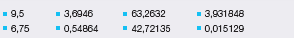 ▪ 9,5 ▪ 3,6946 ▪ 63,2632 ▪ 3,931848
▪ 6,75 ▪ 0,54864 ▪ 42,72135 ▪ 0,015129